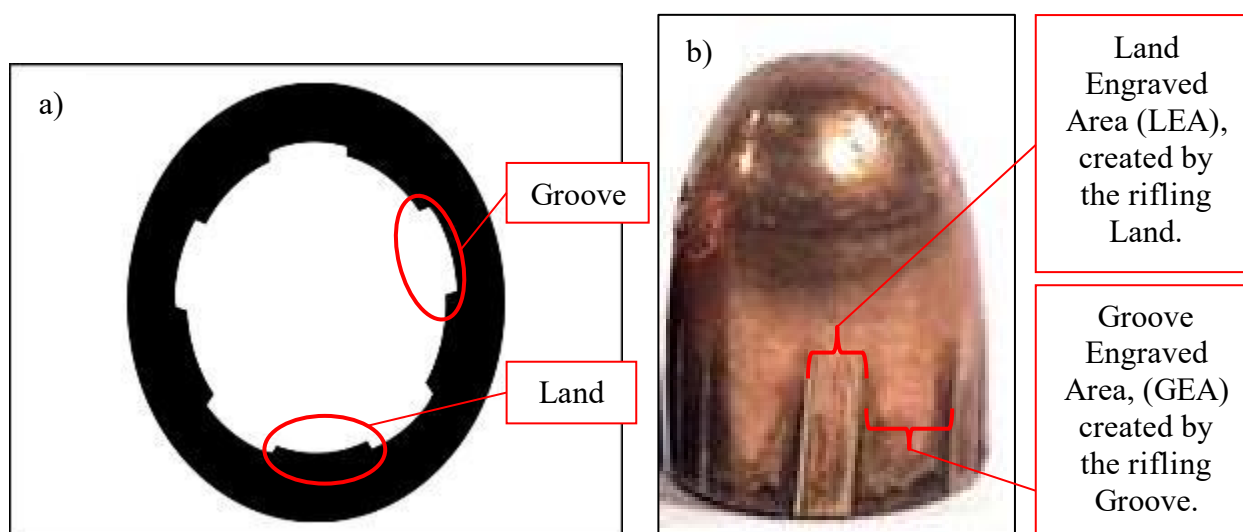 a)
Groove
Land
b)
Land
Engraved
Area (LEA),
created by
the rifling
Land.
Groove
Engraved
Area, (GEA)
created by
the rifling
Groove.